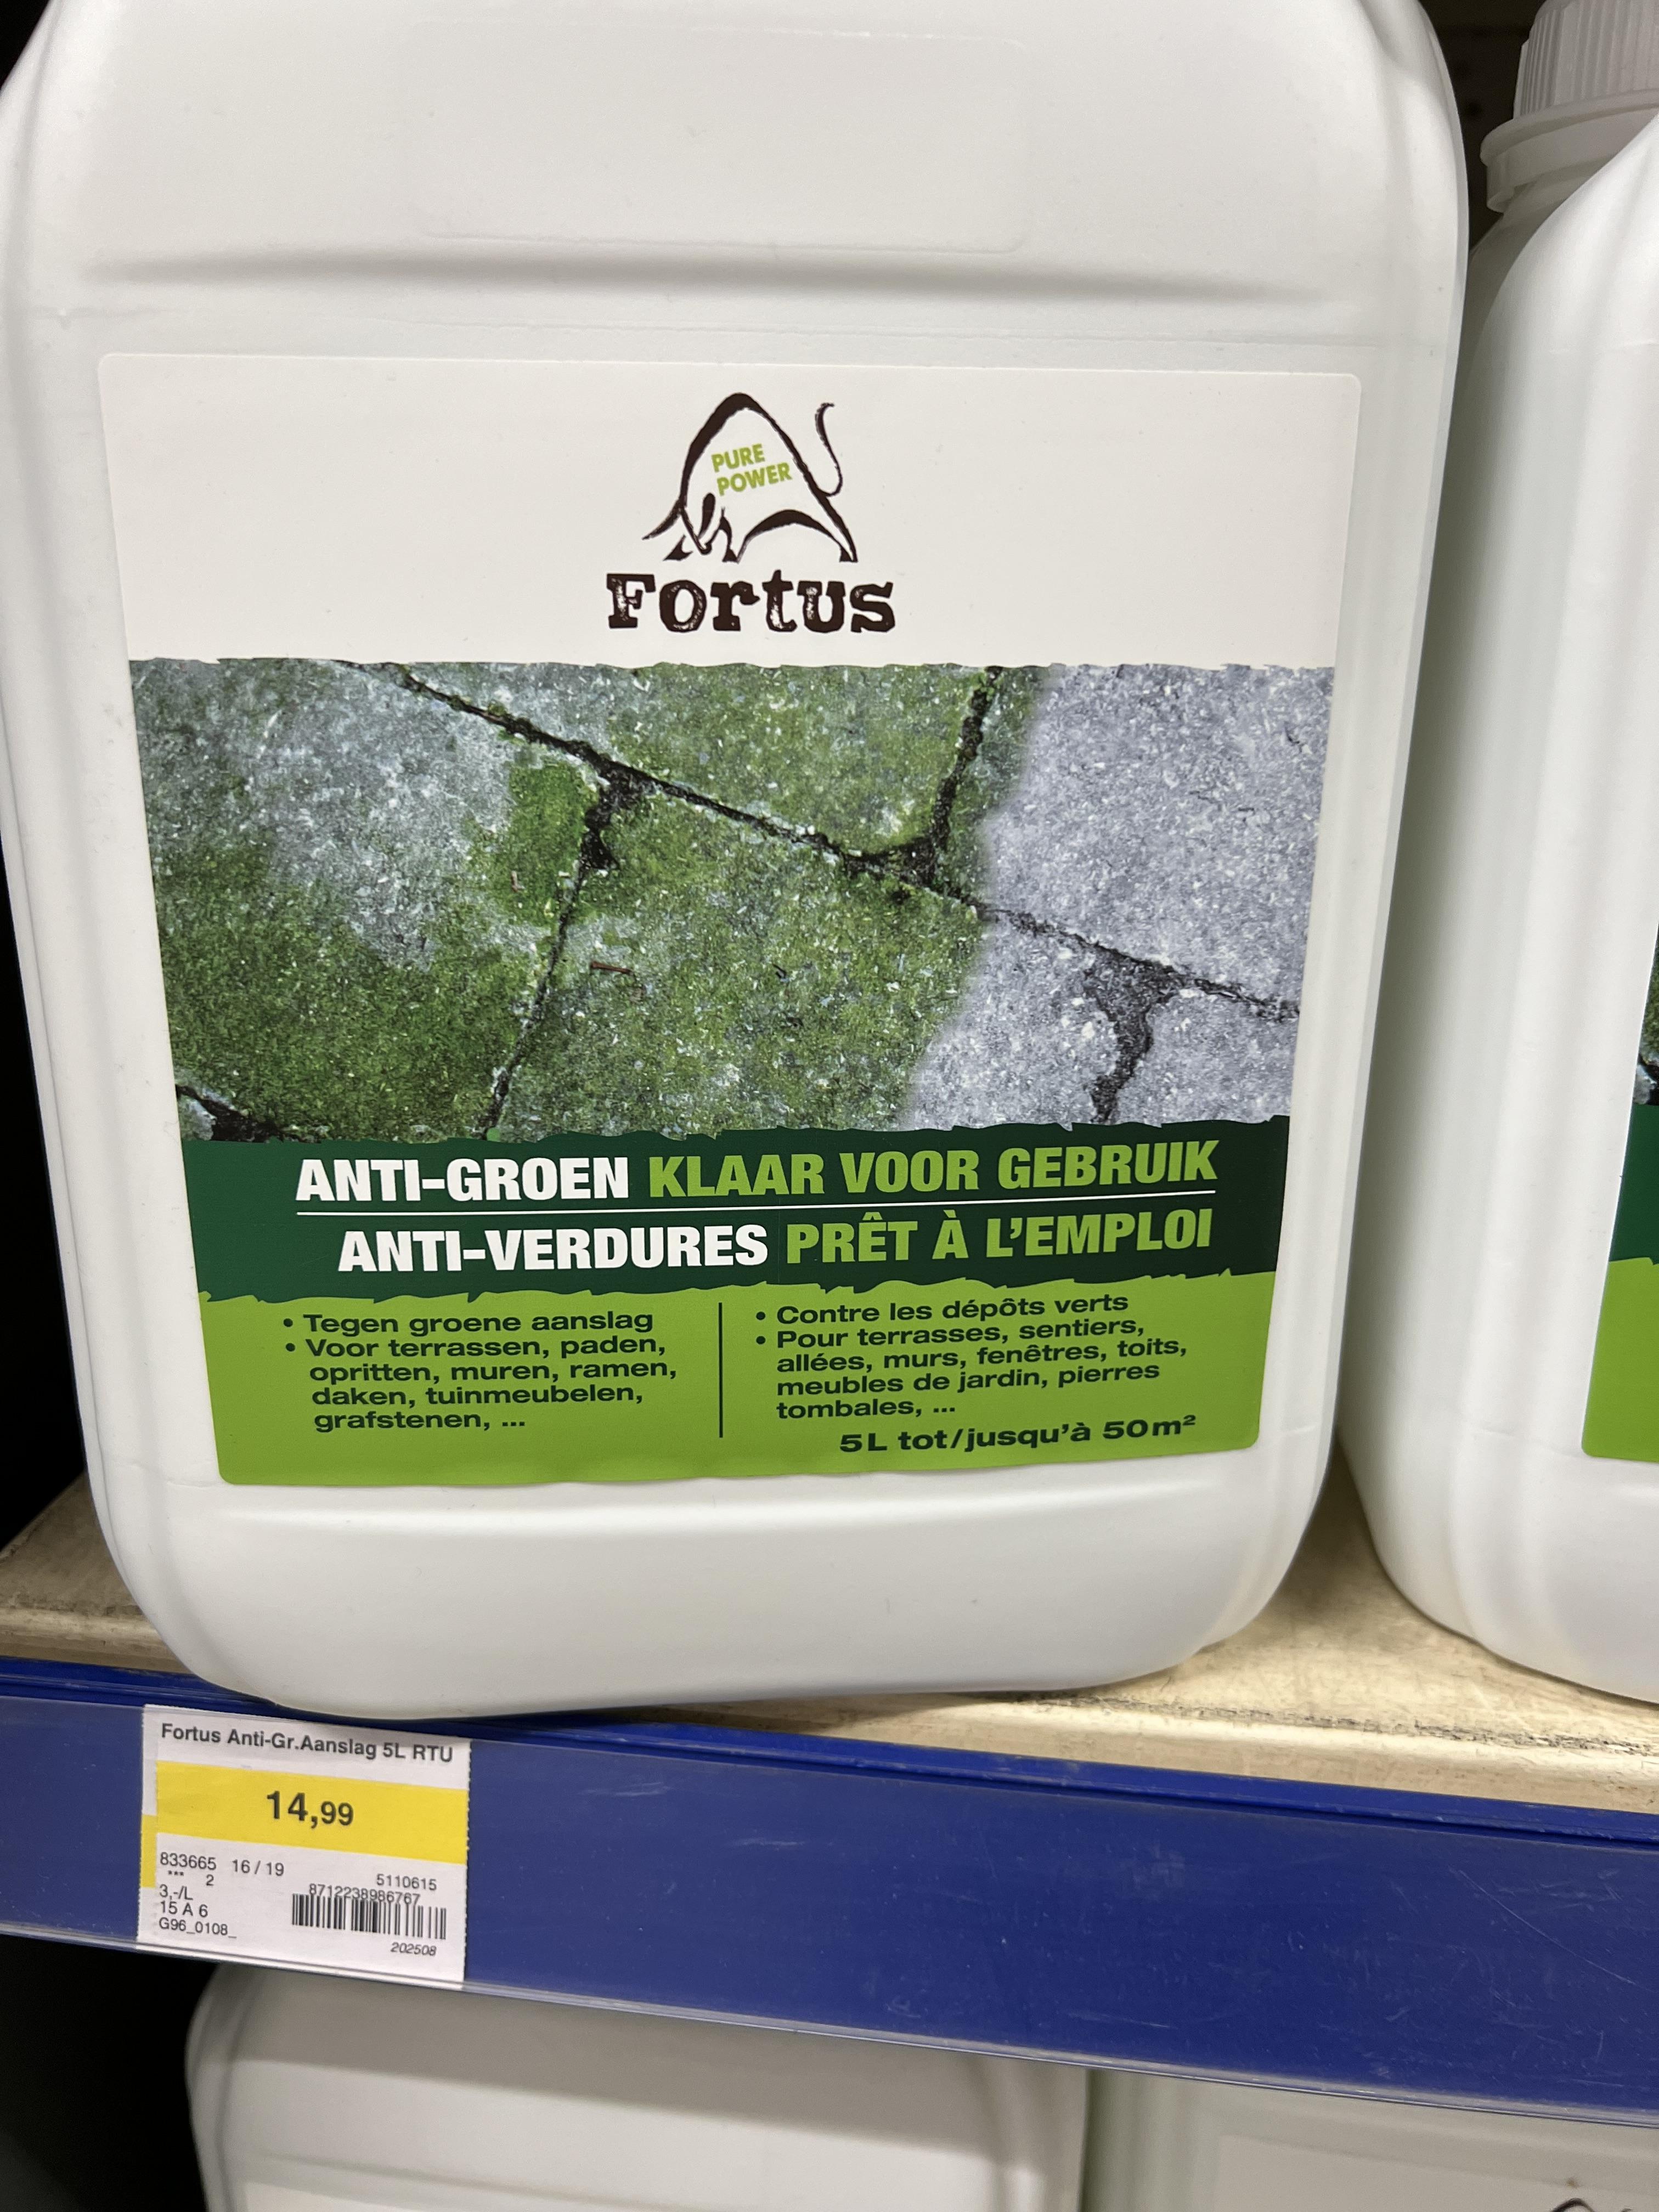 PURE
POWER
Fortus
ANTI-GROEN KLAAR VOOR GEBRUIK
ANTI-VERDURES PRÊT À L'EMPLOI
• Tegen groene aanslag
• Voor terrassen, paden,
opritten, muren, ramen,
daken, tuinmeubelen,
grafstenen, ...
• Contre les dépôts verts
• Pour terrasses, sentiers,
allées, murs, fenêtres, toits,
meubles de jardin, pierres
tombales, ...
5L tot/jusqu'à 50m²
Fortus Anti-Gr.Aanslag 5L RTU
14,99
833665 16 / 19
*** 2
5110615
3,-/L
8712238986767
15 A 6
G96_0108_
202508